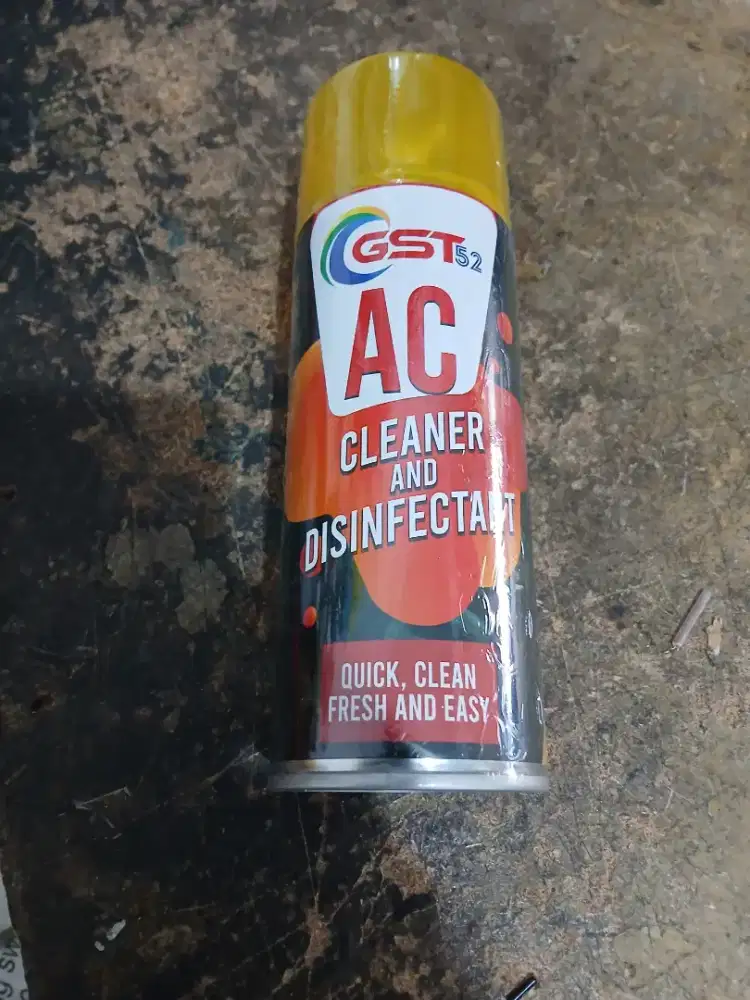 GST52
AC
CLEANER
AND
DISINFECTANT
QUICK, CLEAN
FRESH AND EASY